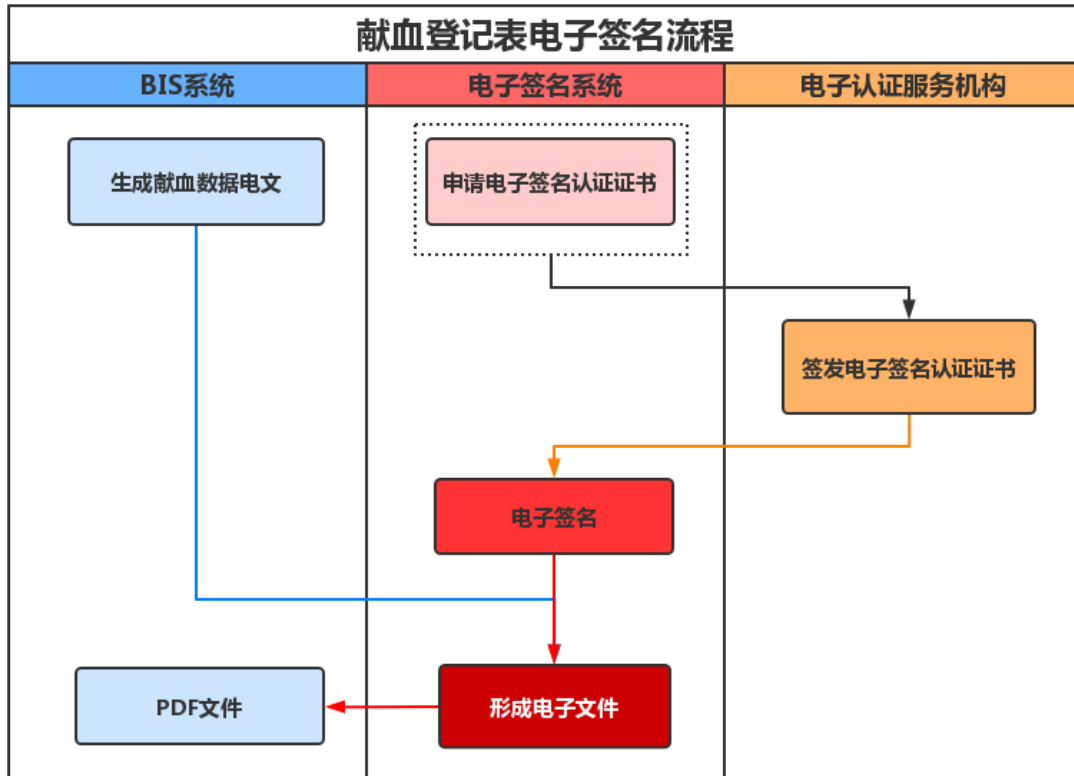 献血登记表电子签名流程
BIS系统
电子签名系统
电子认证服务机构
生成献血数据电文
申请电子签名认证证书
签发电子签名认证证书
电子签名
PDF文件
形成电子文件